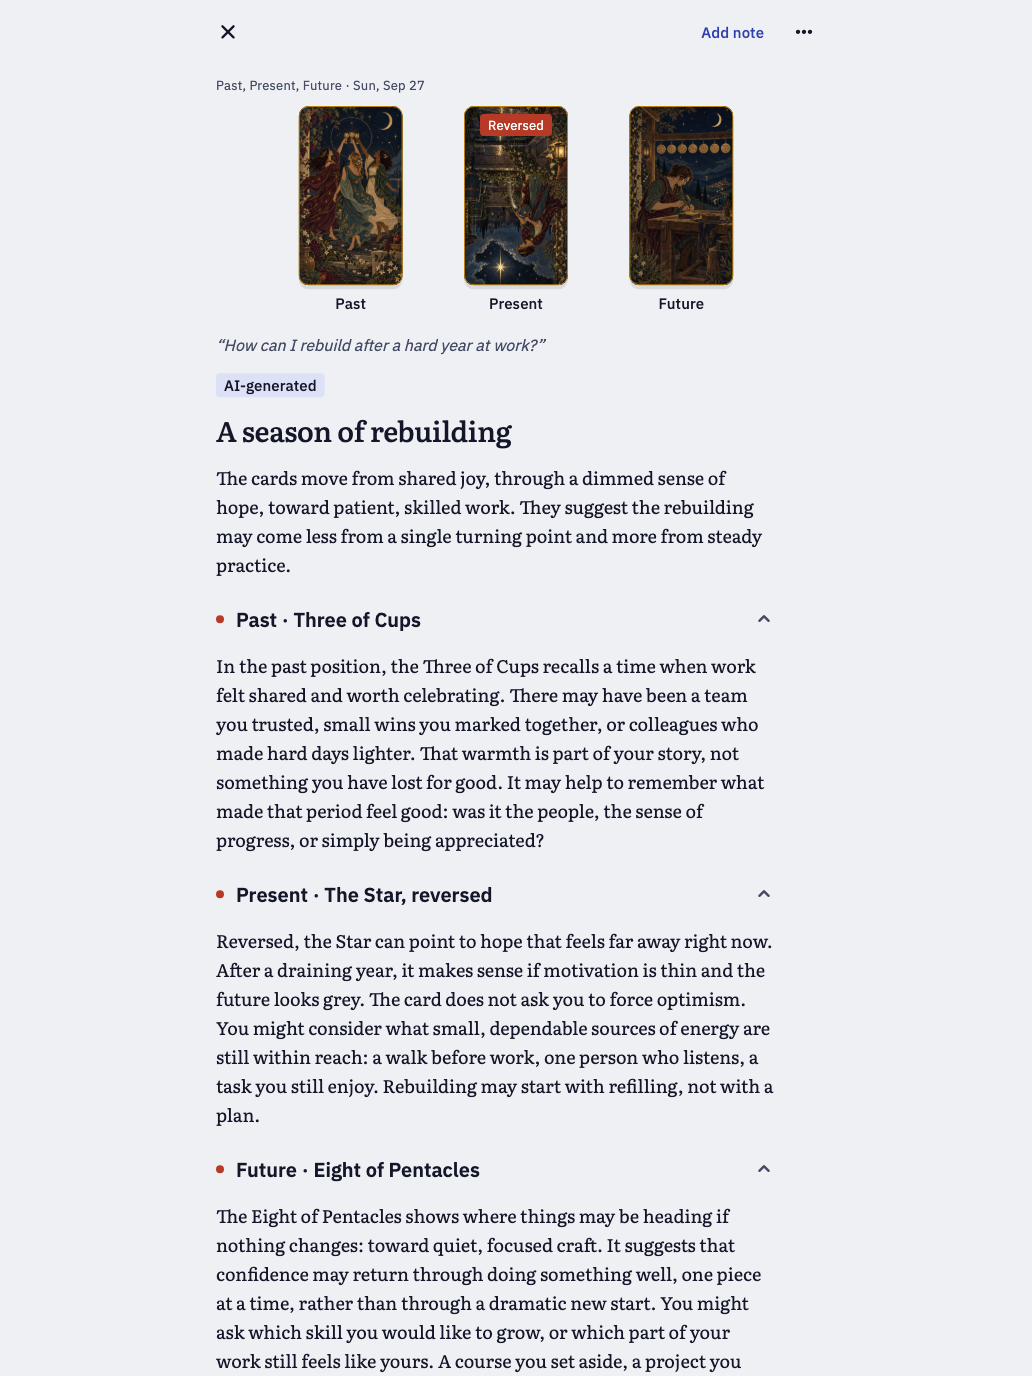 Add note
Past, Present, Future · Sun, Sep 27
Reversed
Past
Present
Future
“How can I rebuild after a hard year at work?”
AI-generated
A season of rebuilding
The cards move from shared joy, through a dimmed sense of
hope, toward patient, skilled work. They suggest the rebuilding
may come less from a single turning point and more from steady
practice.
Past · Three of Cups
In the past position, the Three of Cups recalls a time when work
felt shared and worth celebrating. There may have been a team
you trusted, small wins you marked together, or colleagues who
made hard days lighter. That warmth is part of your story, not
something you have lost for good. It may help to remember what
made that period feel good: was it the people, the sense of
progress, or simply being appreciated?
Present · The Star, reversed
Reversed, the Star can point to hope that feels far away right now.
After a draining year, it makes sense if motivation is thin and the
future looks grey. The card does not ask you to force optimism.
You might consider what small, dependable sources of energy are
still within reach: a walk before work, one person who listens, a
task you still enjoy. Rebuilding may start with refilling, not with a
plan.
Future · Eight of Pentacles
The Eight of Pentacles shows where things may be heading if
nothing changes: toward quiet, focused craft. It suggests that
confidence may return through doing something well, one piece
at a time, rather than through a dramatic new start. You might
ask which skill you would like to grow, or which part of your
work still feels like yours. A course you set aside, a project you